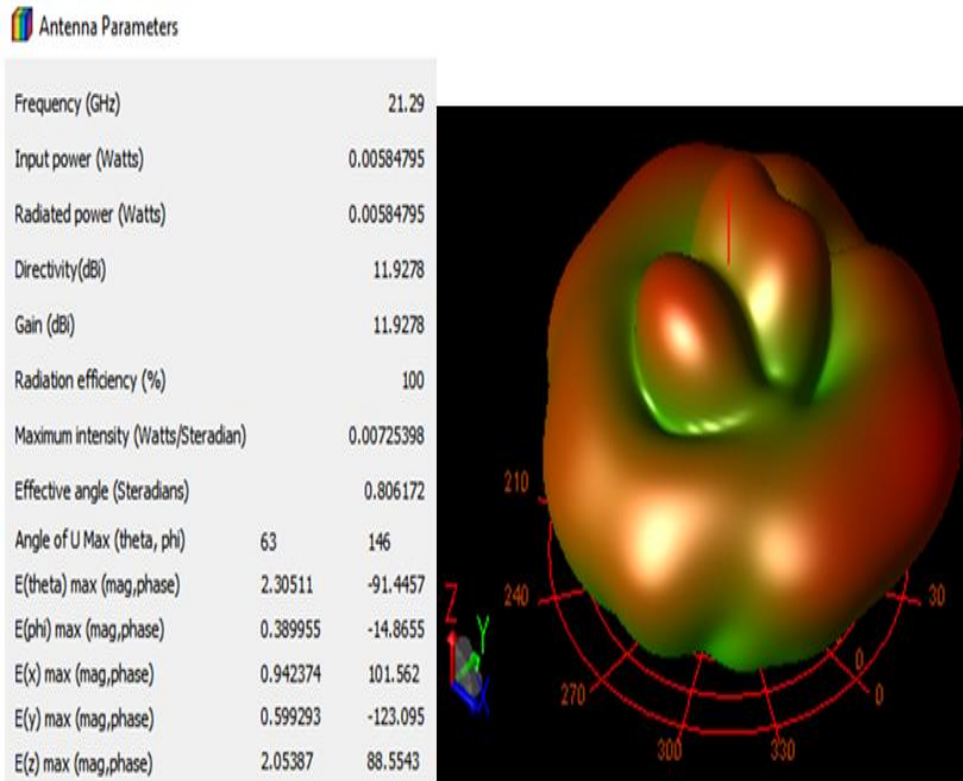 Antenna Parameters
Frequency (GHz) 21.29
Input power (Watts) 0.00584795
Radiated power (Watts) 0.00584795
Directivity(dBi) 11.9278
Gain (dBi) 11.9278
Radiation efficiency (%) 100
Maximum intensity (Watts/Steradian) 0.00725398
Effective angle (Steradians) 0.806172
Angle of U Max (theta, phi) 63 146
E(theta) max (mag,phase) 2.30511 -91.4457
E(phi) max (mag,phase) 0.389955 -14.8655
E(x) max (mag,phase) 0.942374 101.562
E(y) max (mag,phase) 0.599293 -123.095
E(z) max (mag,phase) 2.05387 88.5543
210
240
30
Z
Y
X
270
0
0
300
330